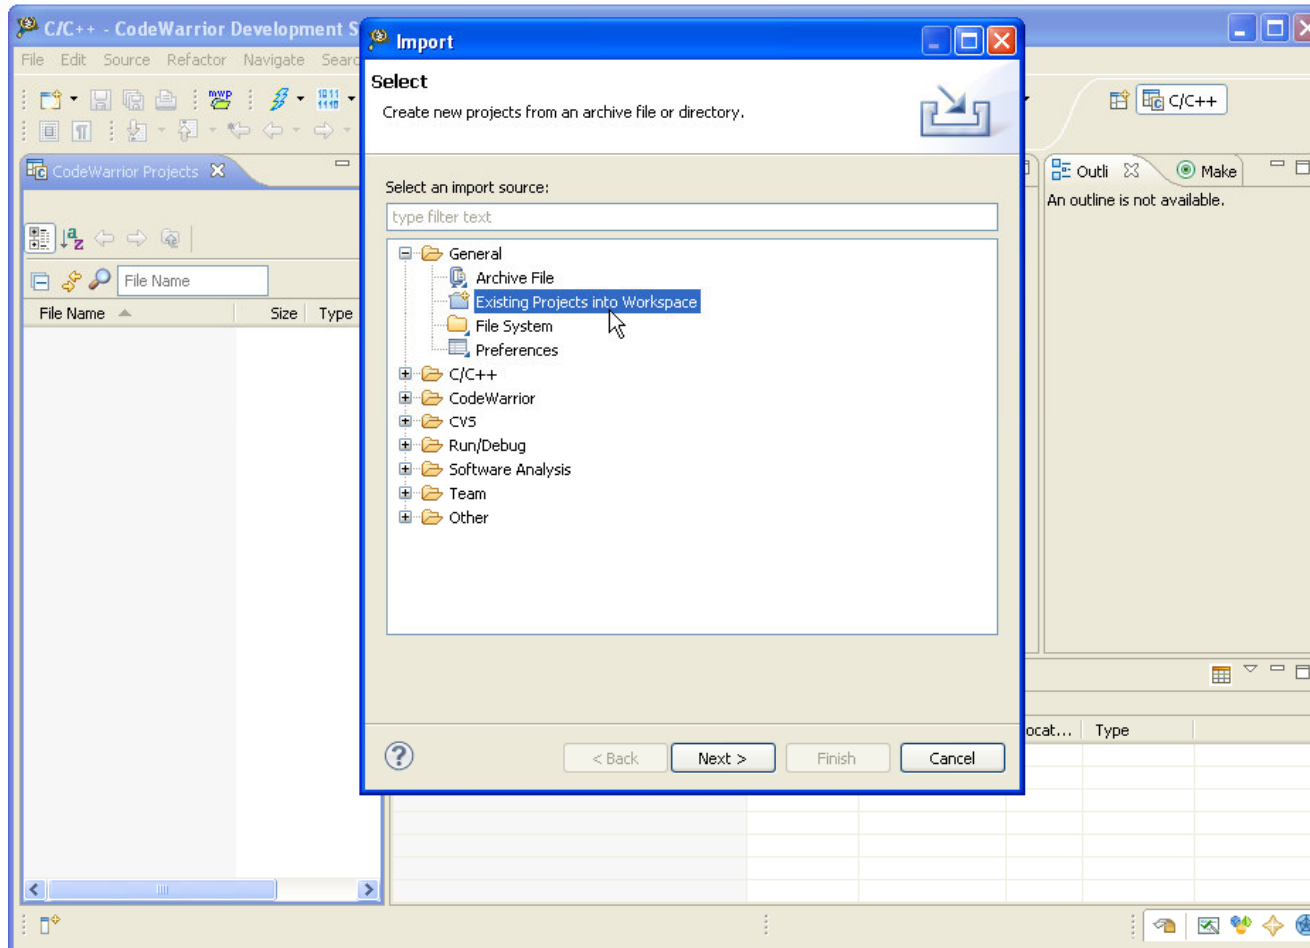 C/C++ - CodeWarrior Development S
File Edit Source Refactor Navigate Searc
C/C++
CodeWarrior Projects
File Name
File Name Size Type
Import
Select
Create new projects from an archive file or directory.
Select an import source:
type filter text
General
Archive File
Existing Projects into Workspace
File System
Preferences
C/C++
CodeWarrior
CVS
Run/Debug
Software Analysis
Team
Other
< Back Next > Finish Cancel
Outli Make
An outline is not available.
ocat... Type